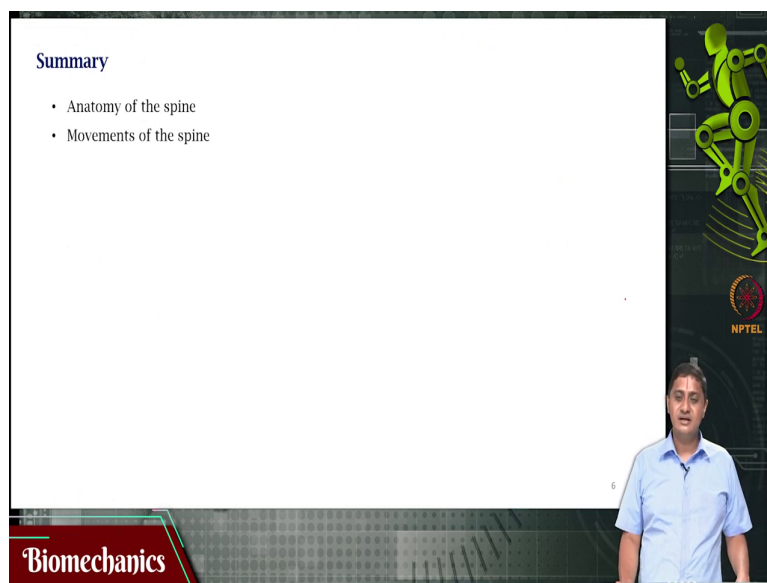 Summary
• Anatomy of the spine
• Movements of the spine
NPTEL
6
Biomechanics